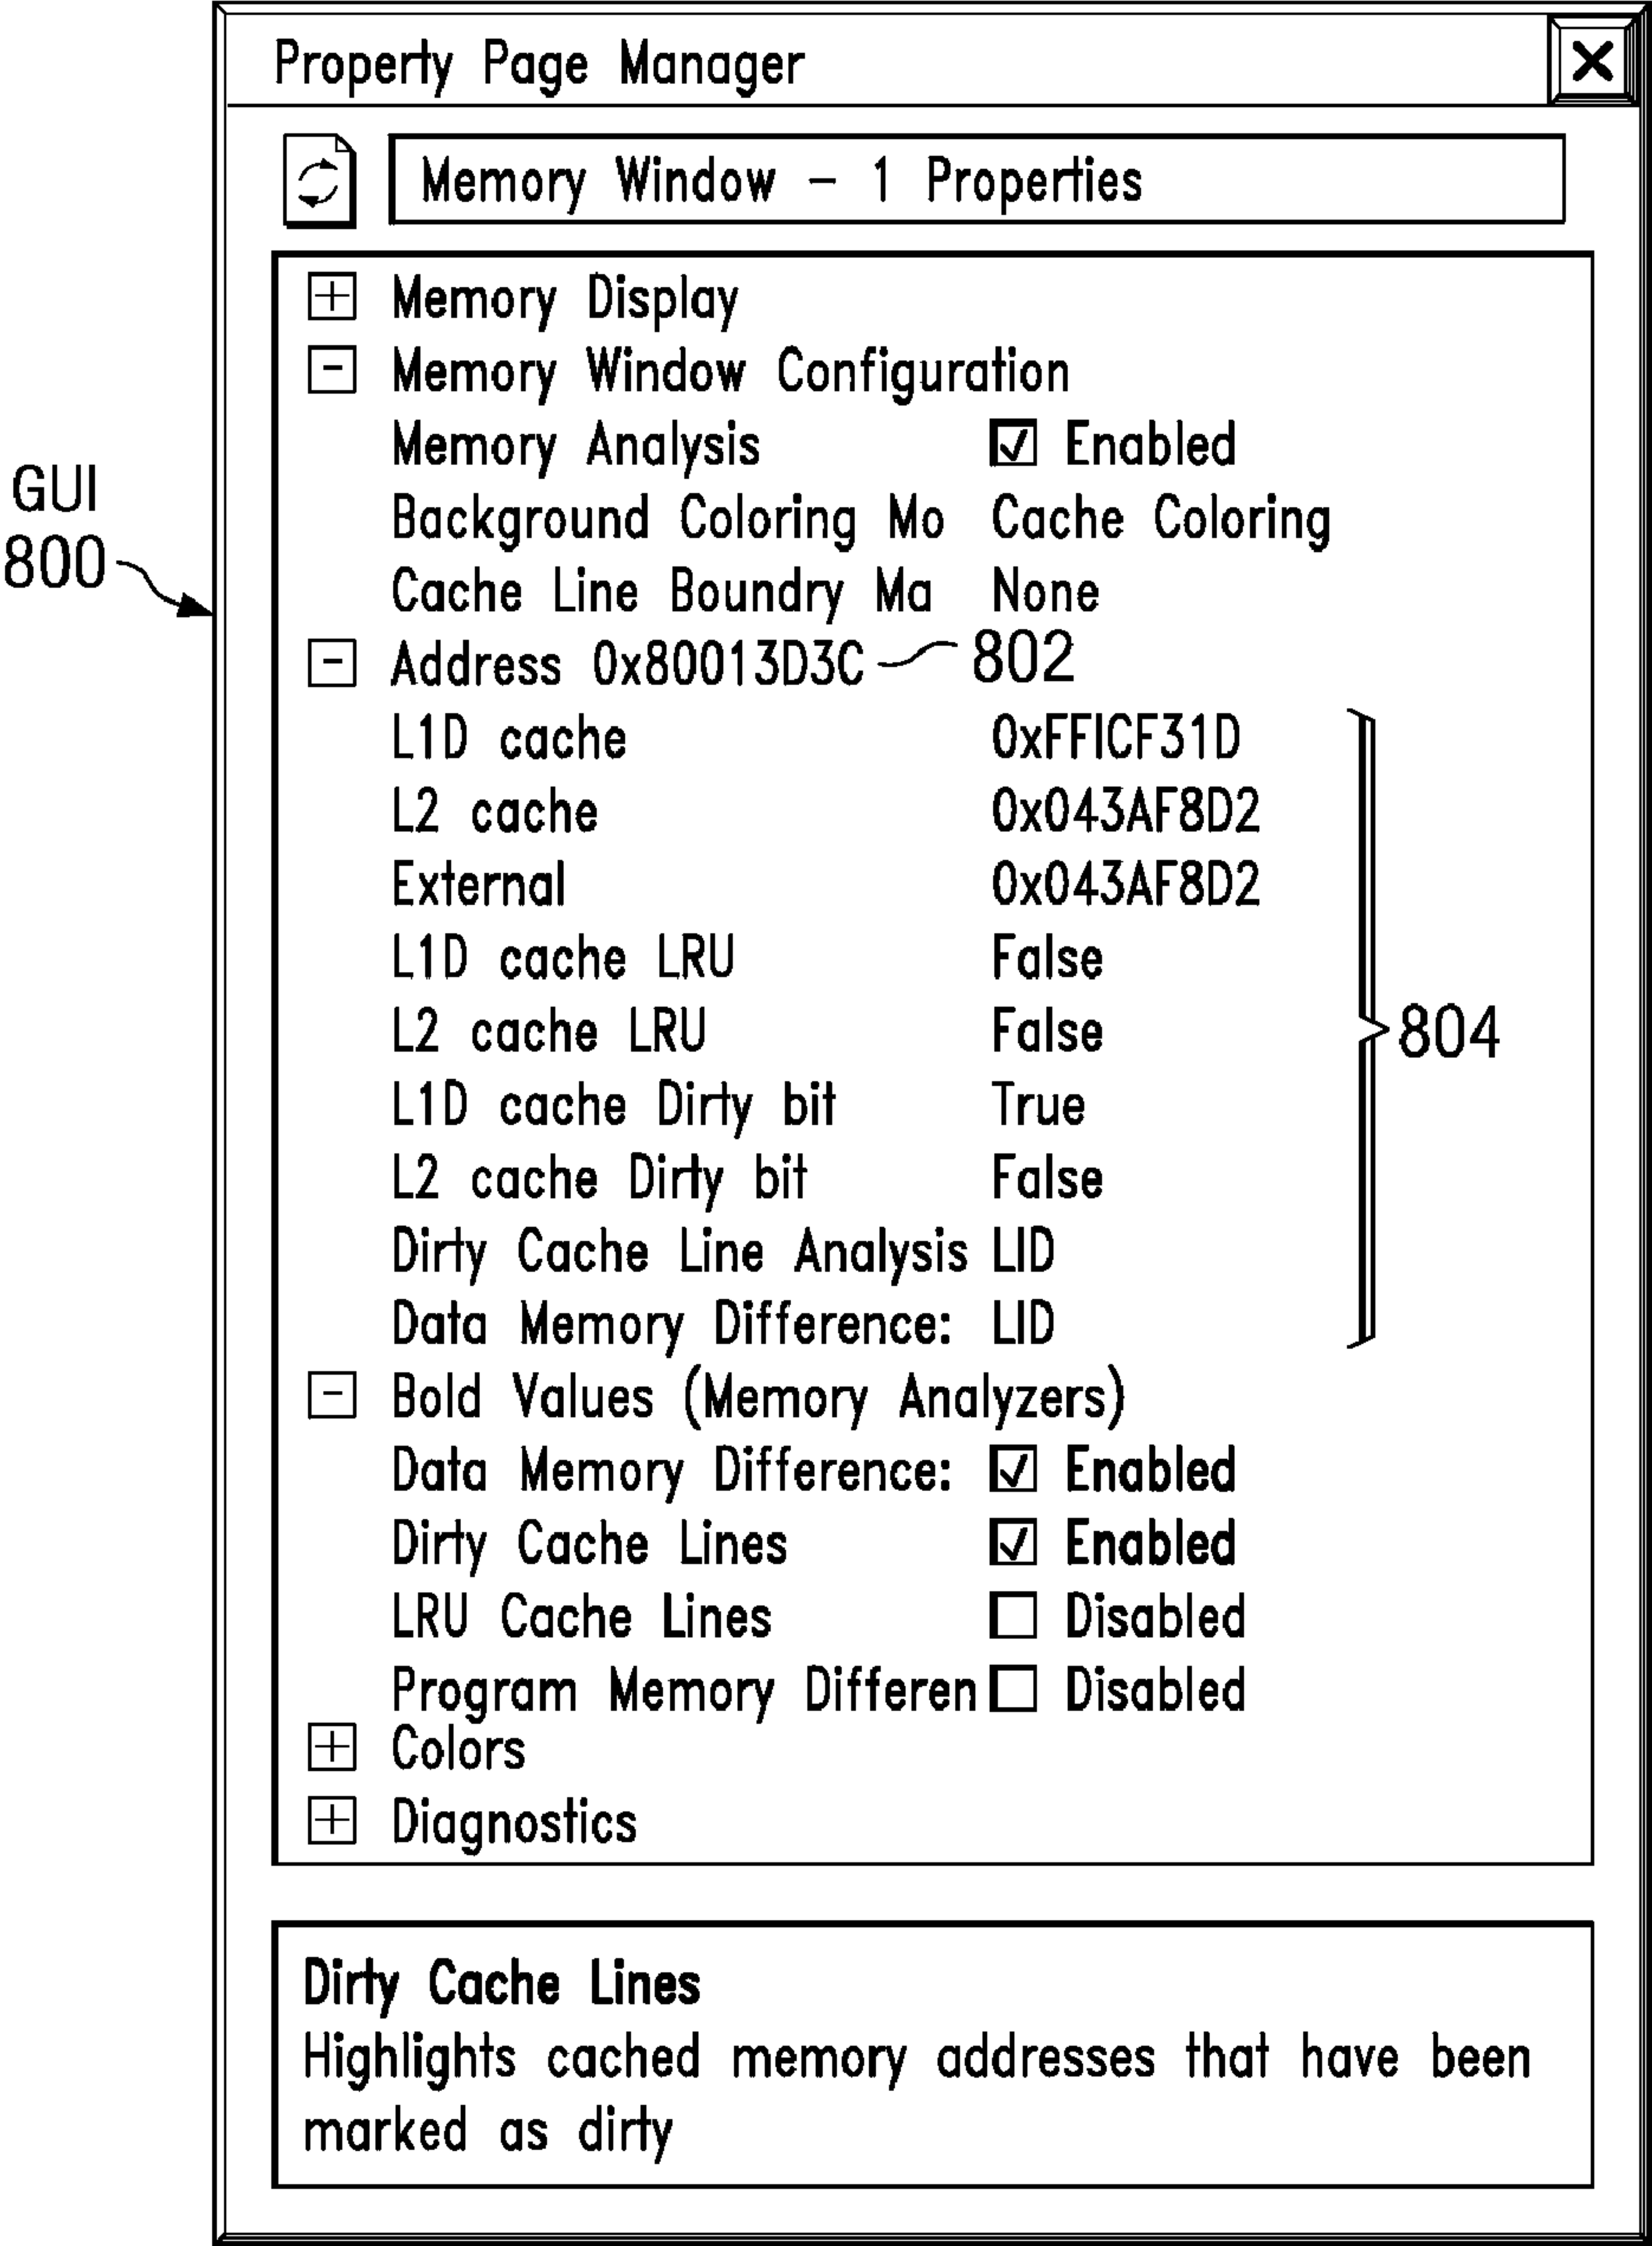 Property Page Manager
Memory Window – 1 Properties
Memory Display
Memory Window Configuration
Memory Analysis Enabled
Background Coloring Mo Cache Coloring
Cache Line Boundry Ma None
GUI
800
Address 0x80013D3C 802
L1D cache 0xFFICF31D
L2 cache 0x043AF8D2
External 0x043AF8D2
L1D cache LRU False
L2 cache LRU False
804
L1D cache Dirty bit True
L2 cache Dirty bit False
Dirty Cache Line Analysis LID
Data Memory Difference: LID
Bold Values (Memory Analyzers)
Data Memory Difference: Enabled
Dirty Cache Lines Enabled
LRU Cache Lines Disabled
Program Memory Differen Disabled
Colors
Diagnostics
Dirty Cache Lines
Highlights cached memory addresses that have been
marked as dirty